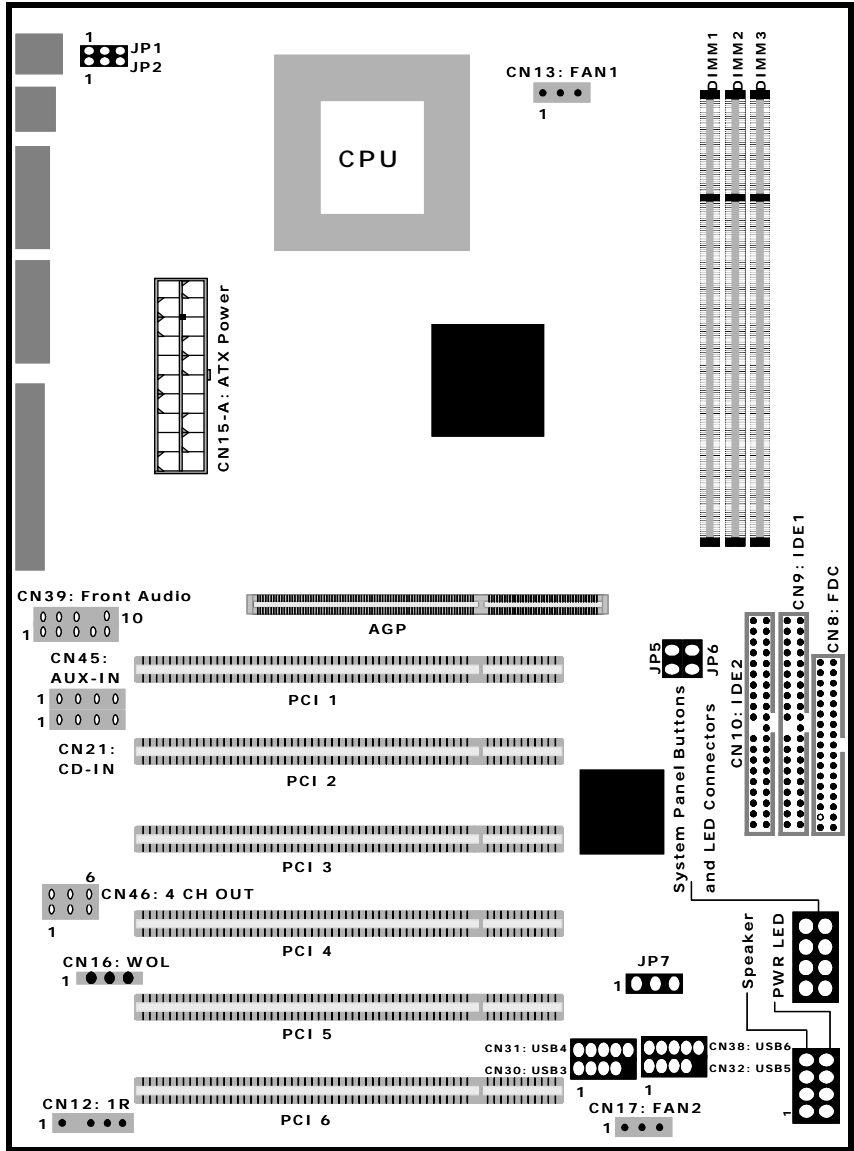 1
JP1
JP2
1
CN13: FAN1
1
DIMM1
DIMM2
DIMM3
CPU
CN15-A: ATX Power
CN39: Front Audio
10
1
AGP
CN9: IDE1
CN8: FDC
CN10: IDE2
JP5
JP6
CN45:
AUX-IN
1
1
CN21:
CD-IN
PCI 1
PCI 2
PCI 3
System Panel Buttons
and LED Connectors
6
CN46: 4 CH OUT
1
PCI 4
CN16: WOL
1
JP7
1
Speaker
PWR LED
PCI 5
CN31: USB4
CN30: USB3
1
CN38: USB6
CN32: USB5
1
1
CN12: 1R
1
PCI 6
CN17: FAN2
1